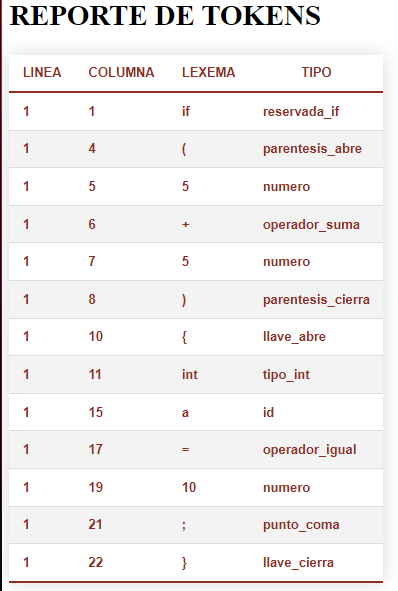 REPORTE DE TOKENS
LINEA COLUMNA LEXEMA TIPO
1 1 if reservada_if
1 4 ( parentesis_abre
1 5 5 numero
1 6 + operador_suma
1 7 5 numero
1 8 ) parentesis_cierra
1 10 { llave_abre
1 11 int tipo_int
1 15 a id
1 17 = operador_igual
1 19 10 numero
1 21 ; punto_coma
1 22 } llave_cierra